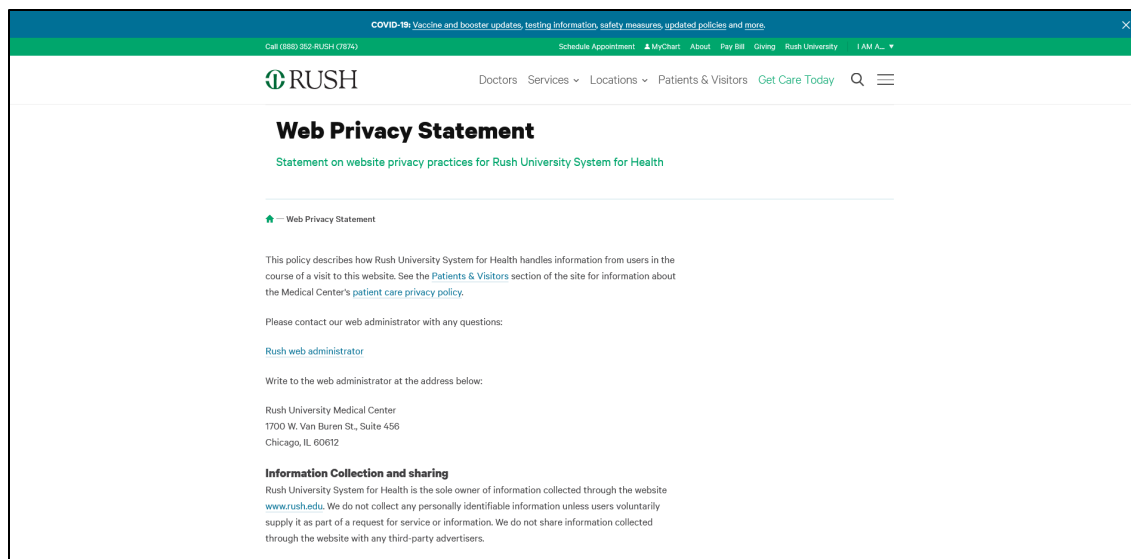 COVID-19: Vaccine and booster updates, testing information, safety measures, updated policies and more.
Call (888) 352-RUSH (7874)
Schedule Appointment MyChart About Pay Bill Giving Rush University I AM A...
RUSH
Doctors Services Locations Patients & Visitors Get Care Today
Web Privacy Statement
Statement on website privacy practices for Rush University System for Health
— Web Privacy Statement
This policy describes how Rush University System for Health handles information from users in the
course of a visit to this website. See the Patients & Visitors section of the site for information about
the Medical Center's patient care privacy policy.
Please contact our web administrator with any questions:
Rush web administrator
Write to the web administrator at the address below:
Rush University Medical Center
1700 W. Van Buren St., Suite 456
Chicago, IL 60612
Information Collection and sharing
Rush University System for Health is the sole owner of information collected through the website
www.rush.edu. We do not collect any personally identifiable information unless users voluntarily
supply it as part of a request for service or information. We do not share information collected
through the website with any third-party advertisers.